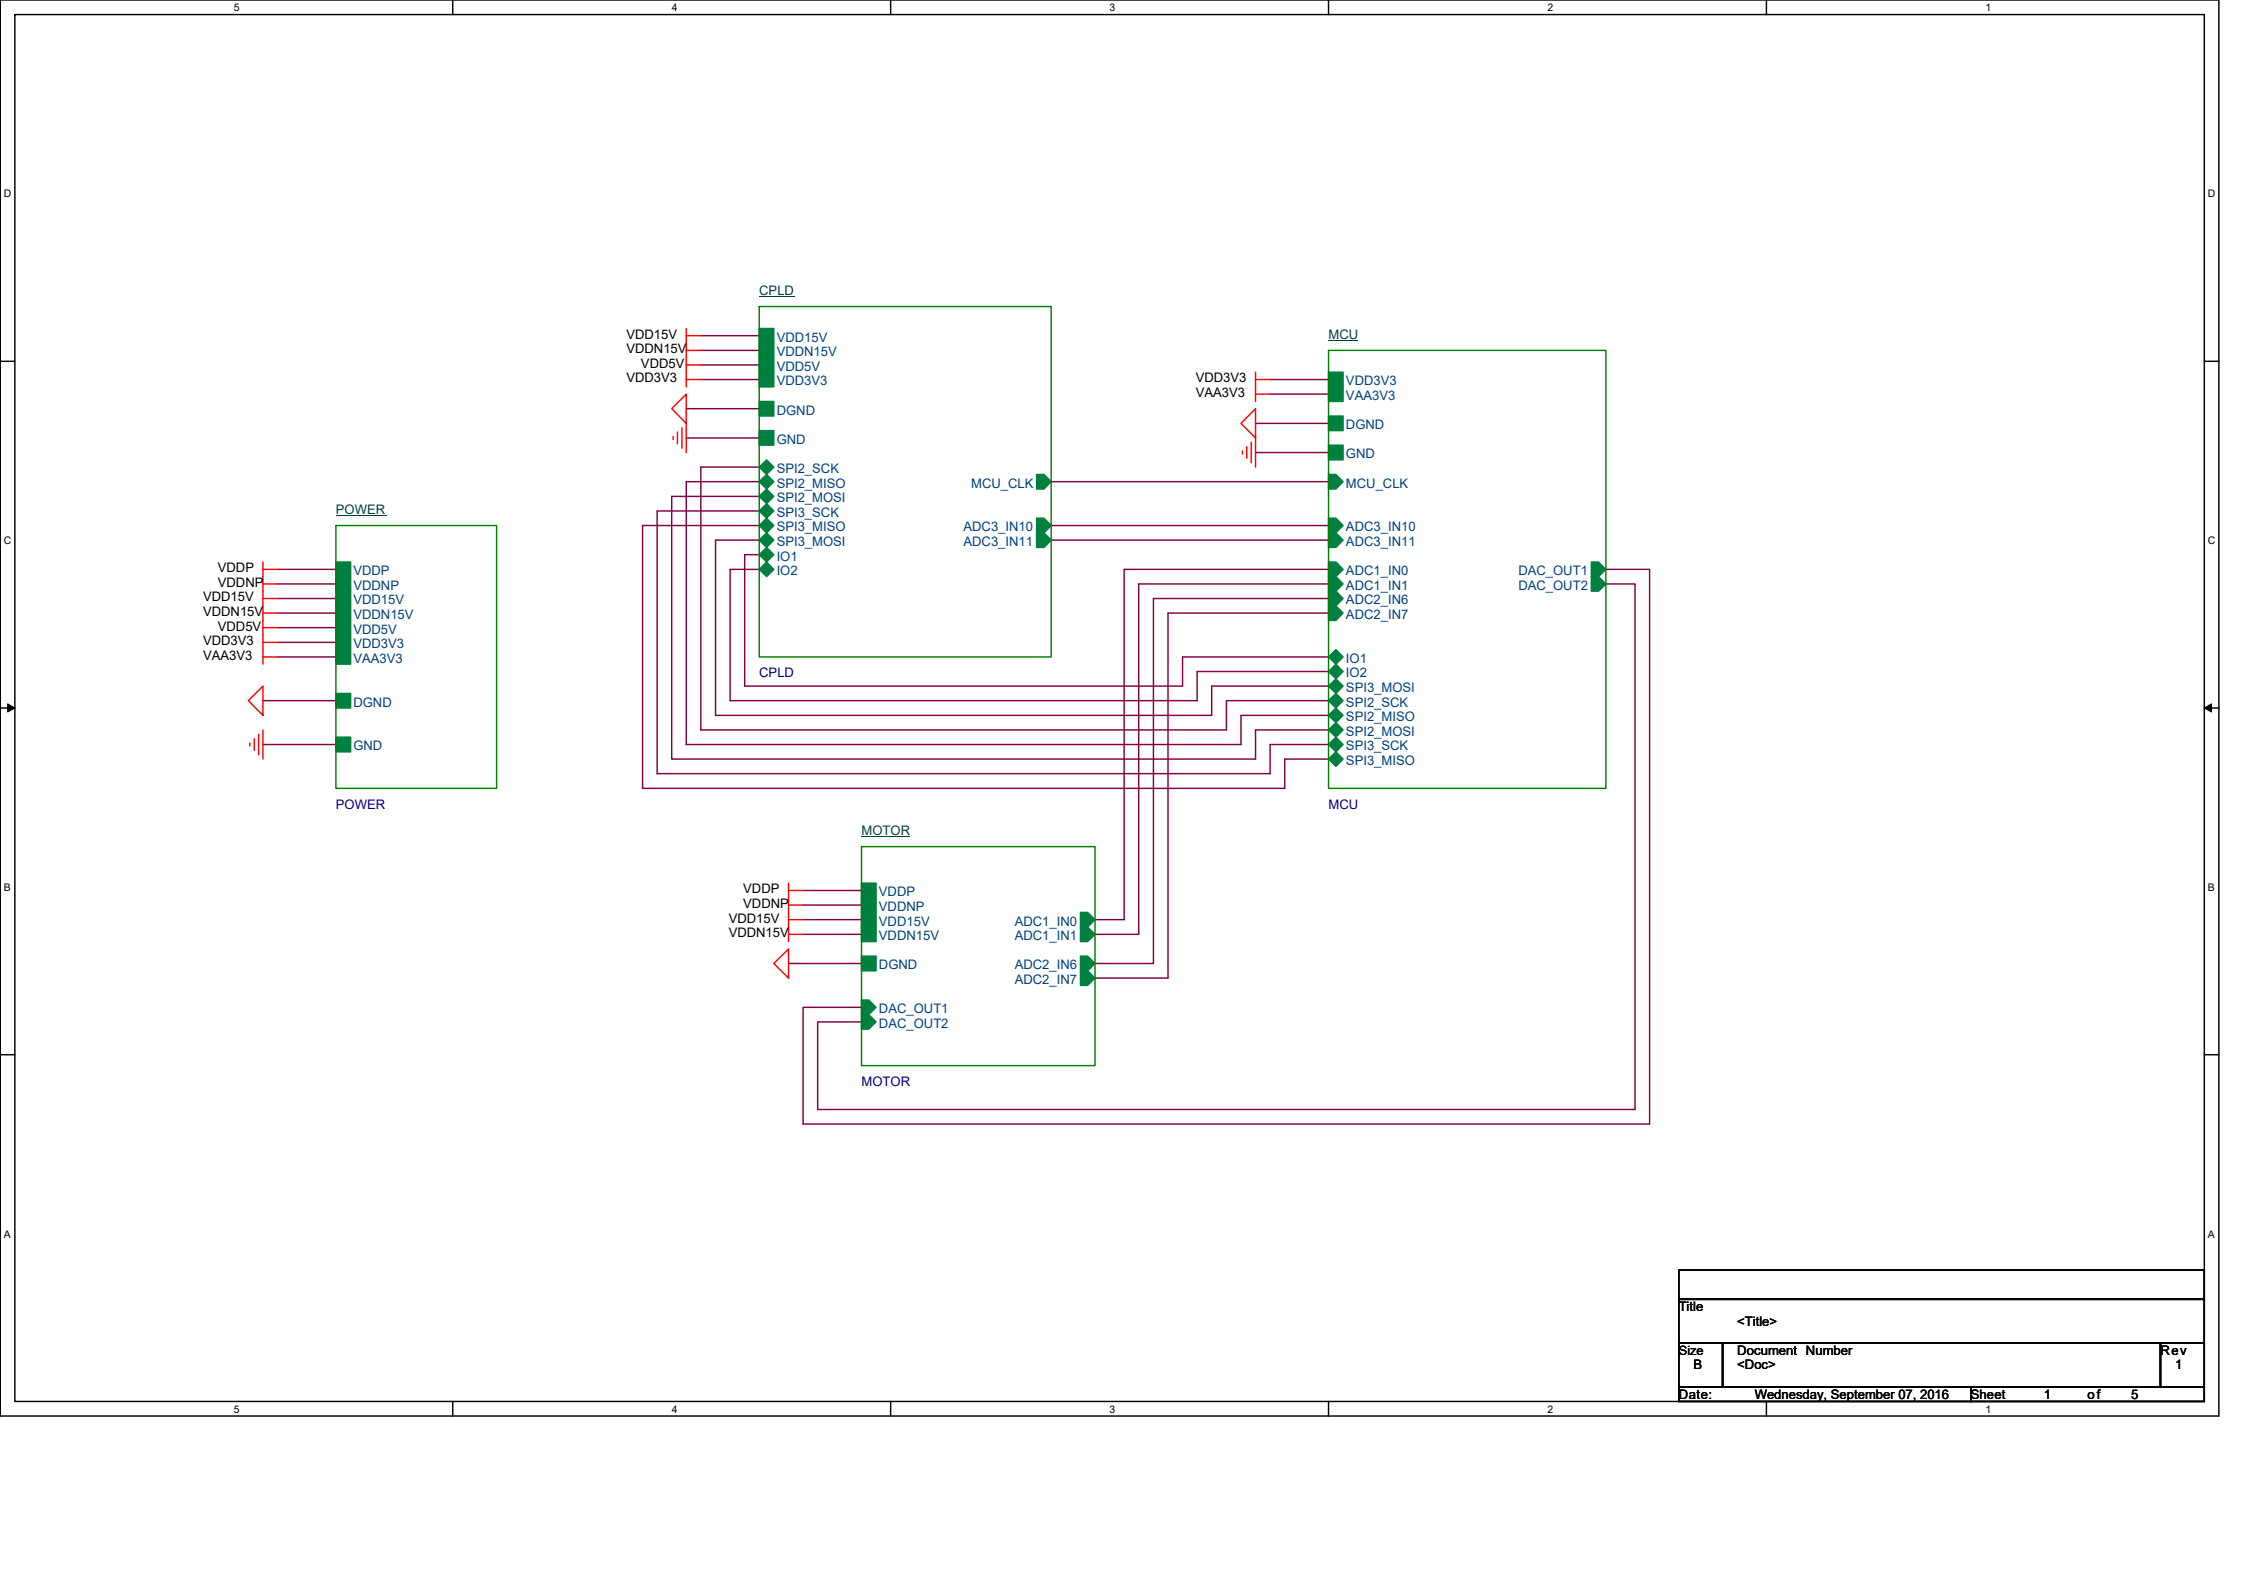 5 4 3 2 1
D D
C C
B B
A A
CPLD
VDD15V
VDDN15V
VDD5V
VDD3V3
VDD15V
VDDN15V
VDD5V
VDD3V3
DGND
GND
SPI2_SCK
SPI2_MISO
SPI2_MOSI
SPI3_SCK
SPI3_MISO
SPI3_MOSI
IO1
IO2
MCU_CLK
ADC3_IN10
ADC3_IN11
CPLD
MCU
VDD3V3
VAA3V3
VDD3V3
VAA3V3
DGND
GND
MCU_CLK
ADC3_IN10
ADC3_IN11
ADC1_IN0
ADC1_IN1
ADC2_IN6
ADC2_IN7
DAC_OUT1
DAC_OUT2
IO1
IO2
SPI3_MOSI
SPI2_SCK
SPI2_MISO
SPI2_MOSI
SPI3_SCK
SPI3_MISO
MCU
POWER
VDDP
VDDNP
VDD15V
VDDN15V
VDD5V
VDD3V3
VAA3V3
VDDP
VDDNP
VDD15V
VDDN15V
VDD5V
VDD3V3
VAA3V3
DGND
GND
POWER
MOTOR
VDDP
VDDNP
VDD15V
VDDN15V
VDDP
VDDNP
VDD15V
VDDN15V
DGND
DAC_OUT1
DAC_OUT2
ADC1_IN0
ADC1_IN1
ADC2_IN6
ADC2_IN7
MOTOR
Title
<Title>
Size Document Number Rev
B <Doc> 1
Date: Wednesday, September 07, 2016 Sheet 1 of 5
5 4 3 2 1